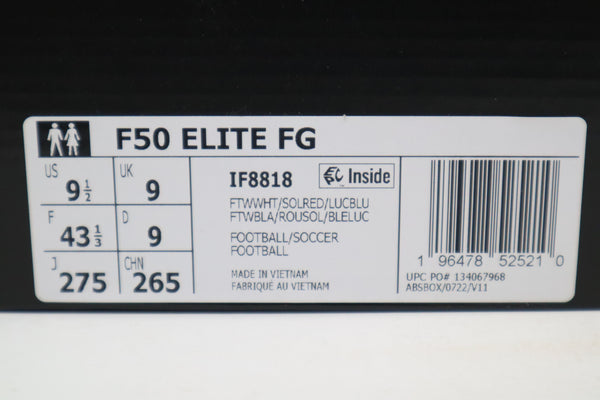 F50 ELITE FG
US 9 1/2 UK 9
F 43 1/3 D 9
J 275 CHN 265
IF8818
Inside
FTWWHT/SOLRED/LUCBLU
FTWBLA/ROUSOL/BLELUC
FOOTBALL/SOCCER
FOOTBALL
MADE IN VIETNAM
FABRIQUÉ AU VIETNAM
1 96478 52521 0
UPC PO# 134067968
ABSBOX/0722/V11